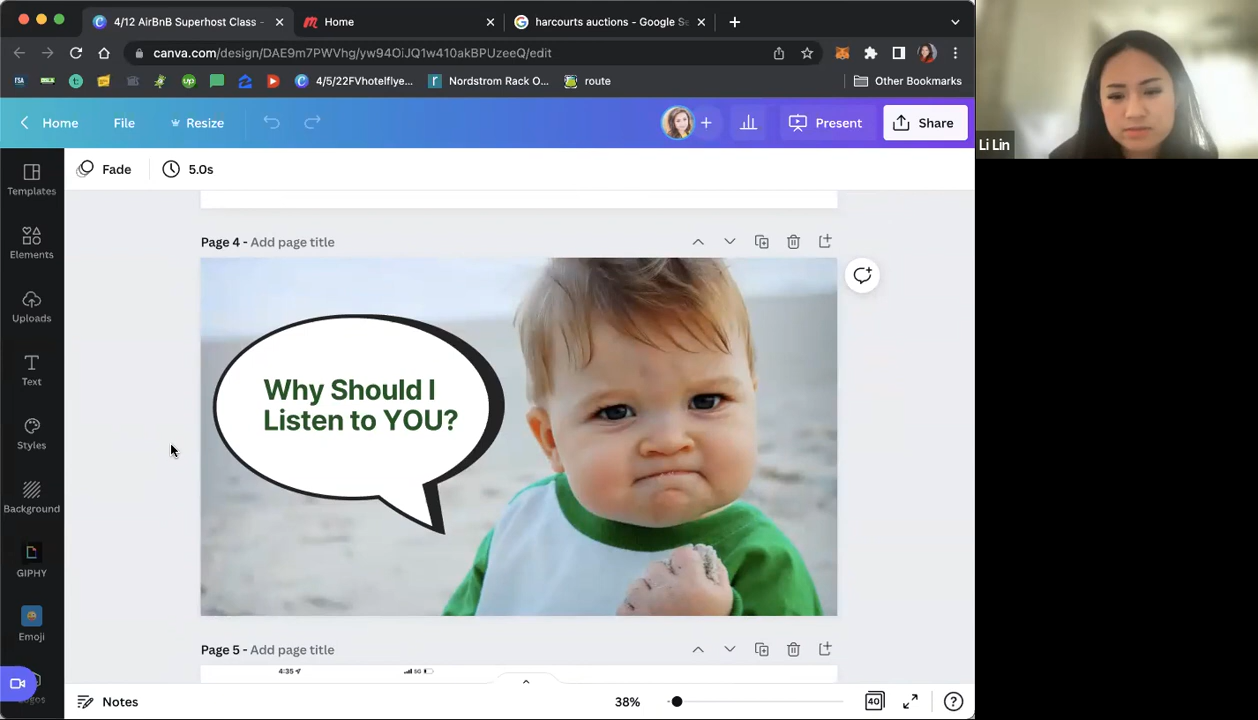 4/12 AirBnB Superhost Class -
Home
harcourts auctions - Google Se
canva.com/design/DAE9m7PWVhg/yw94OiJQ1w410akBPUzeeQ/edit
4/5/22FVhotelflye...
Nordstrom Rack O...
route
Other Bookmarks
Home
File
Resize
Present
Share
Li Lin
Fade
5.0s
Templates
Elements
Uploads
Text
Styles
Background
GIPHY
Emoji
Page 4 - Add page title
Why Should I
Listen to YOU?
Page 5 - Add page title
4:35
5G
Notes
38%
40